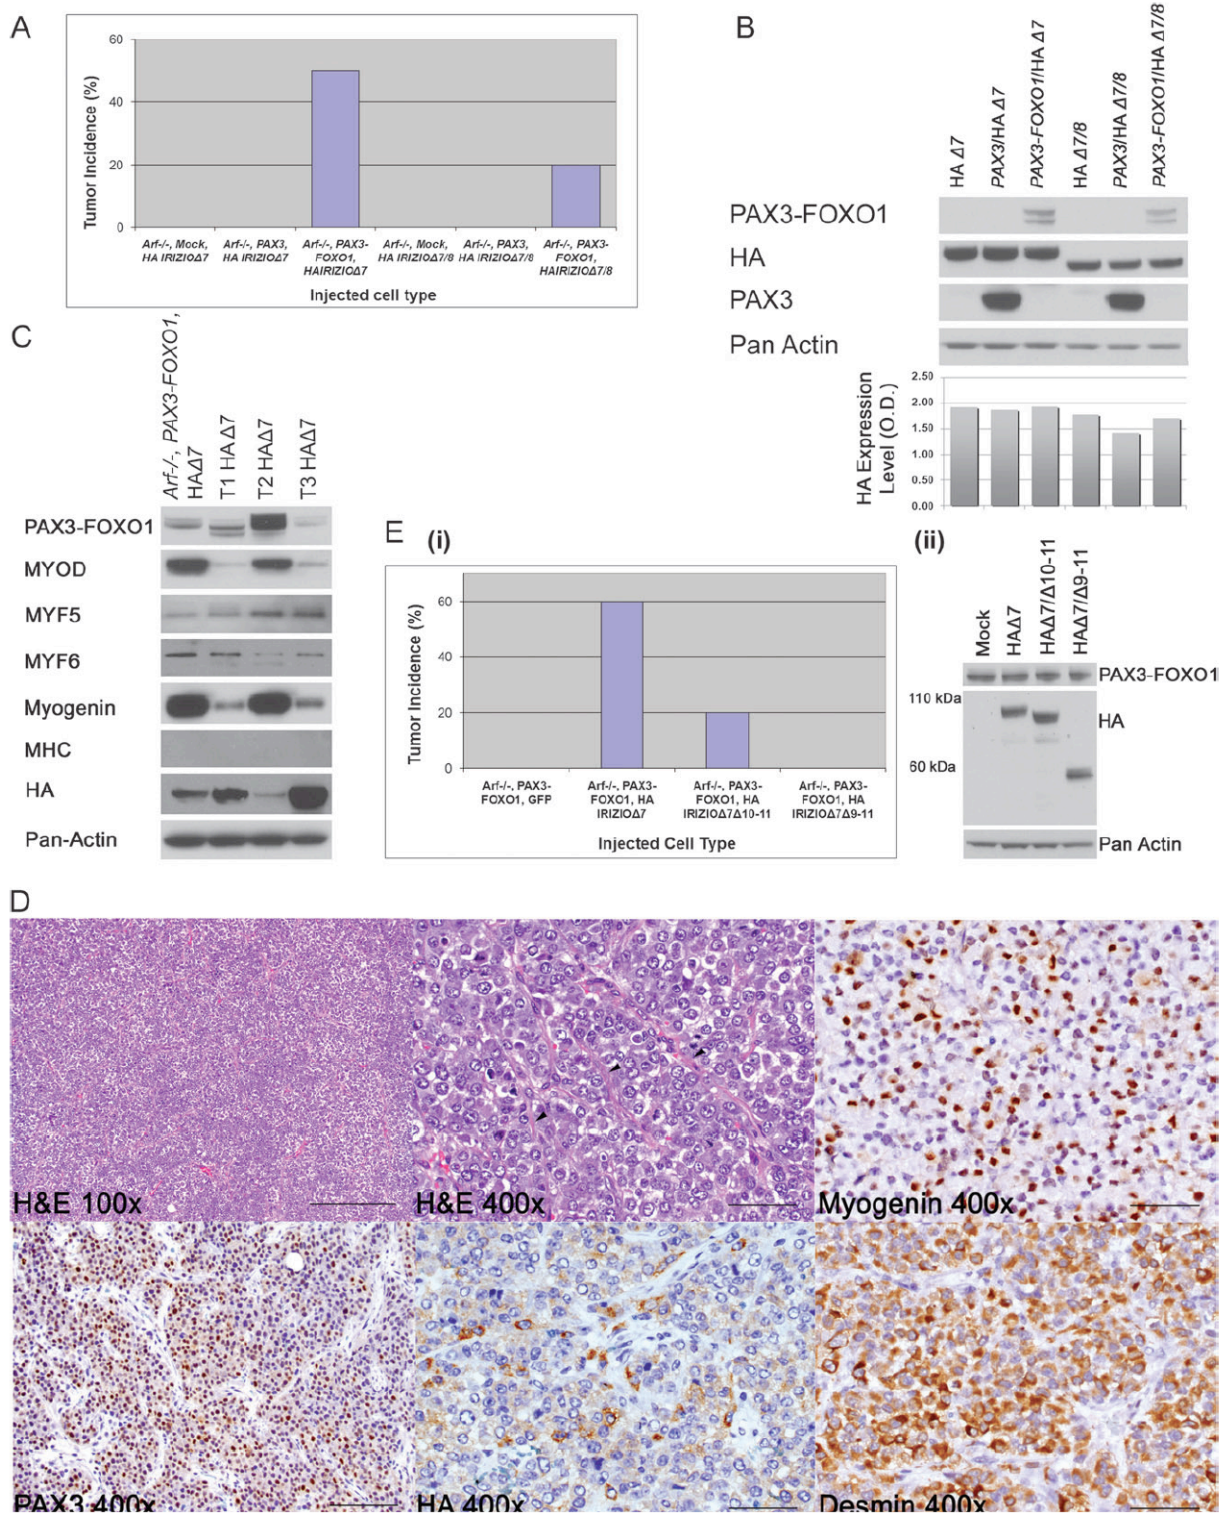 A
Tumor Incidence (%)
60
40
20
0
Arf-/-, Mock, HA IRIZIOΔ7
Arf-/-, PAX3, HA IRIZIOΔ7
Arf-/-, PAX3-FOXO1, HAIRIZIOΔ7
Arf-/-, Mock, HA IRIZIOΔ7/8
Arf-/-, PAX3, HA IRIZIOΔ7/8
Arf-/-, PAX3-FOXO1, HAIRIZIOΔ7/8
Injected cell type
B
HA Δ7
PAX3/HA Δ7
PAX3-FOXO1/HA Δ7
HA Δ7/8
PAX3/HA Δ7/8
PAX3-FOXO1/HA Δ7/8
PAX3-FOXO1
HA
PAX3
Pan Actin
HA Expression
Level (O.D.)
2.50
2.00
1.50
1.00
0.50
0.00
C
Arf-/-, PAX3-FOXO1,
HAΔ7
T1 HAΔ7
T2 HAΔ7
T3 HAΔ7
PAX3-FOXO1
MYOD
MYF5
MYF6
Myogenin
MHC
HA
Pan-Actin
E
(i)
Tumor Incidence (%)
60
40
20
0
Arf-/-, PAX3-FOXO1, GFP
Arf-/-, PAX3-FOXO1, HA IRIZIOΔ7
Arf-/-, PAX3-FOXO1, HA IRIZIOΔ7Δ10-11
Arf-/-, PAX3-FOXO1, HA IRIZIOΔ7Δ9-11
Injected Cell Type
(ii)
Mock
HAΔ7
HAΔ7/Δ10-11
HAΔ7/Δ9-11
PAX3-FOXO1
110 kDa
HA
60 kDa
Pan Actin
D
H&E 100x
H&E 400x
Myogenin 400x
PAX3 400x
HA 400x
Desmin 400x